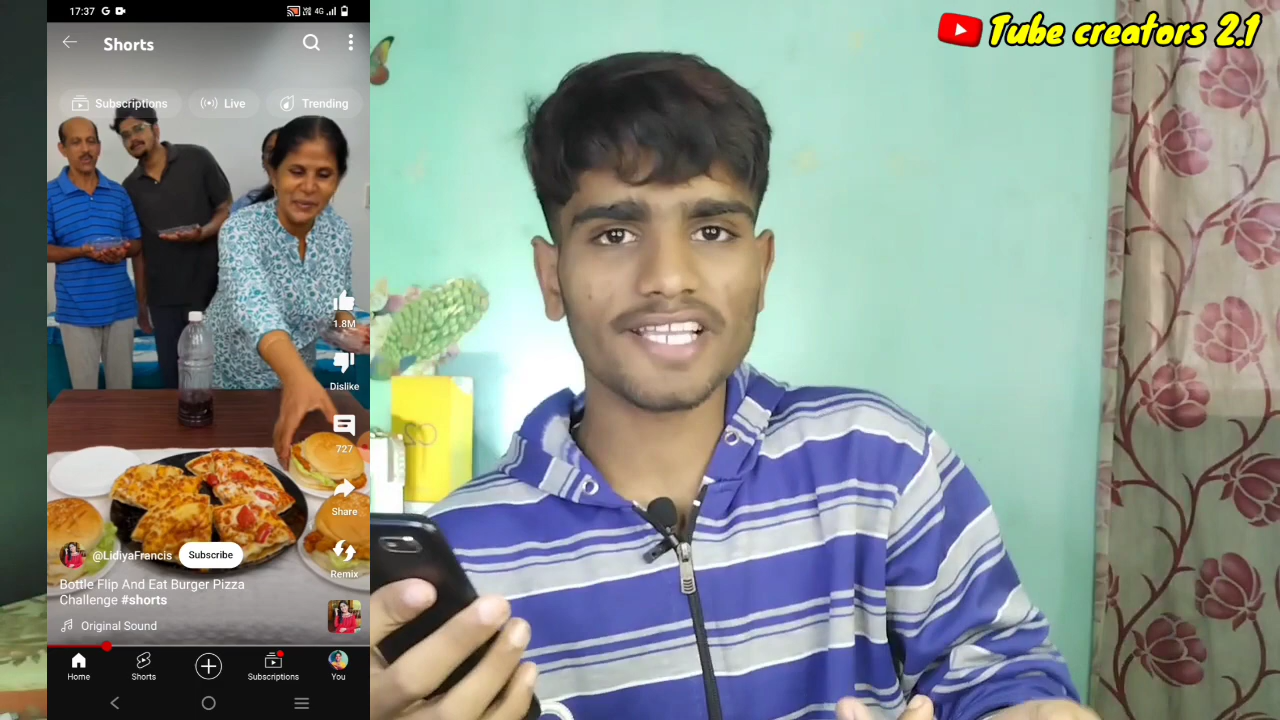 17:37 G 4G
Tube creators 2.1
Shorts
Subscriptions Live Trending
1.8M
Dislike
727
Share
@LidiyaFrancis Subscribe
Remix
Bottle Flip And Eat Burger Pizza
Challenge #shorts
Original Sound
Home Shorts Subscriptions You